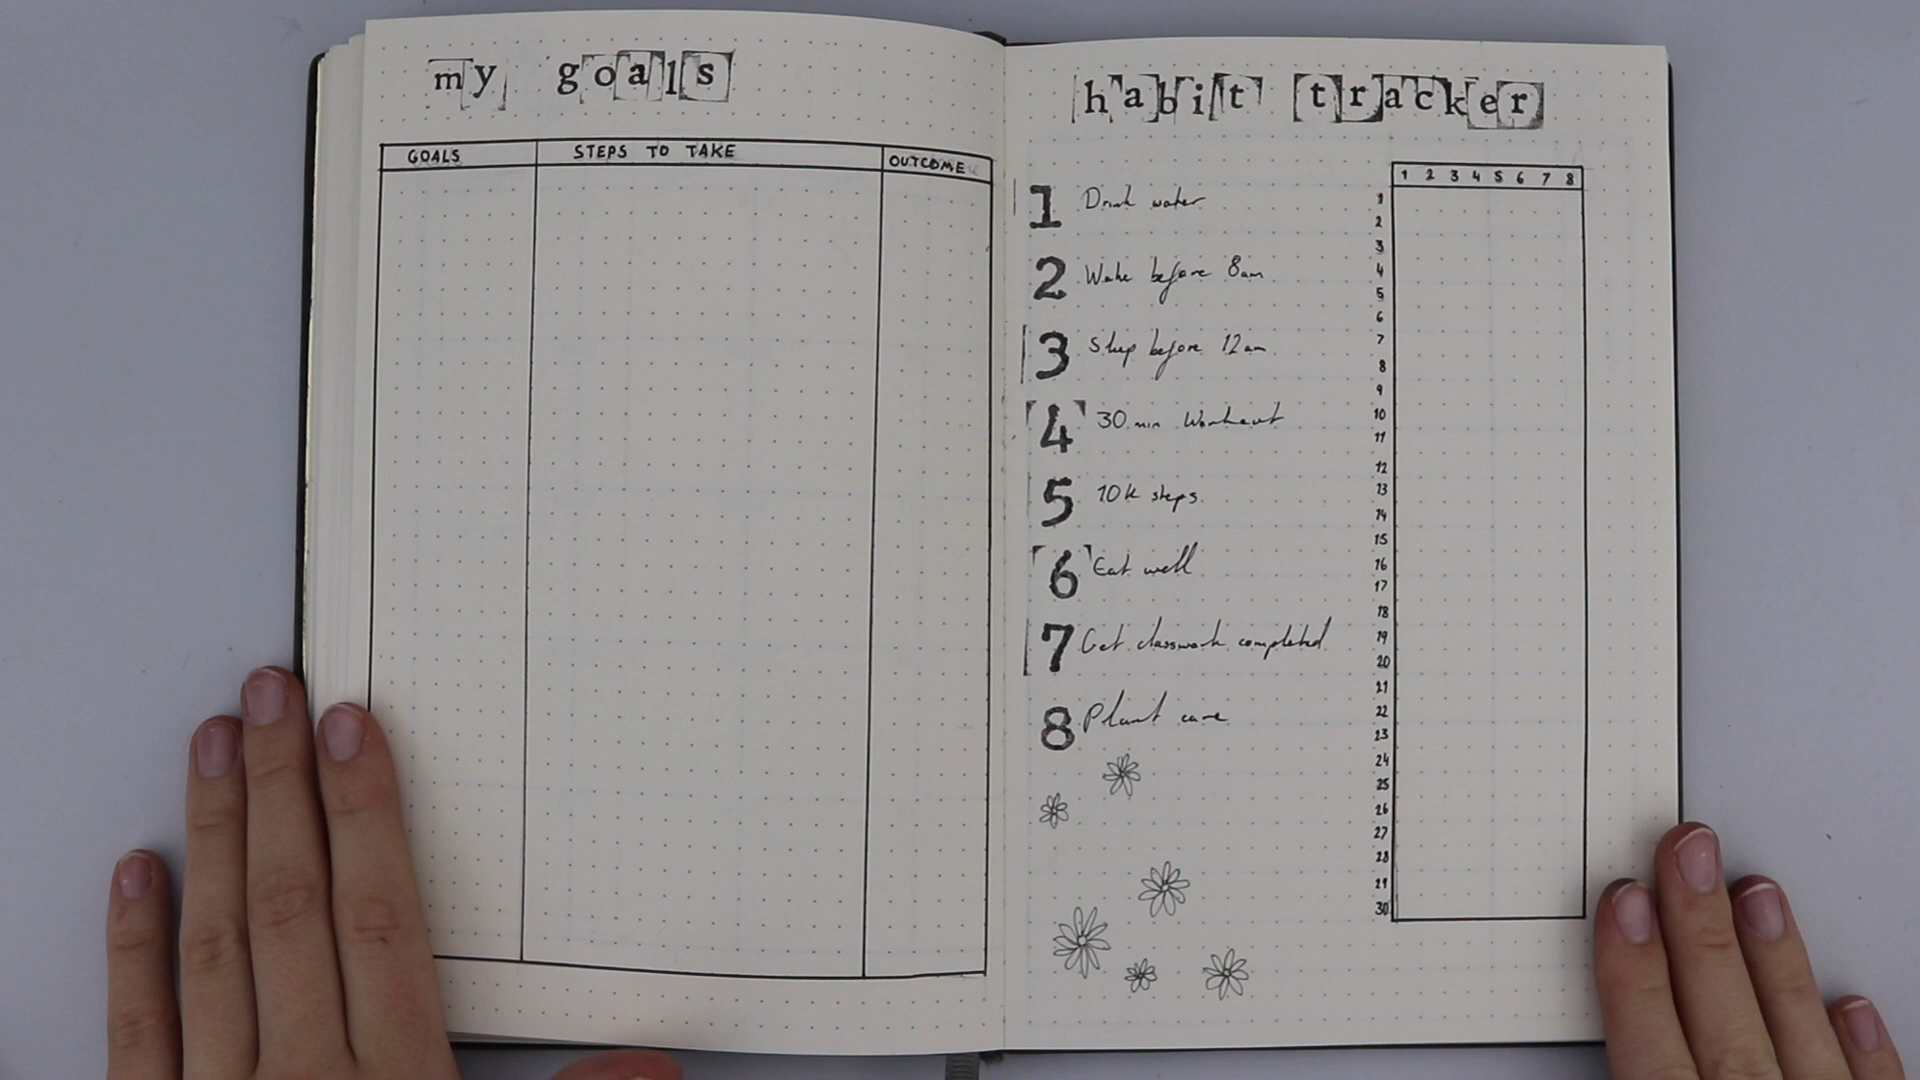 my goals
GOALS STEPS TO TAKE OUTCOME
habit tracker
1 Drink water
2 Wake before 8am
3 Sleep before 12am
4 30 min Workout
5 10k steps
6 Eat well
7 Get classwork completed
8 Plant care
1 2 3 4 5 6 7 8
1
2
3
4
5
6
7
8
9
10
11
12
13
14
15
16
17
18
19
20
21
22
23
24
25
26
27
28
29
30